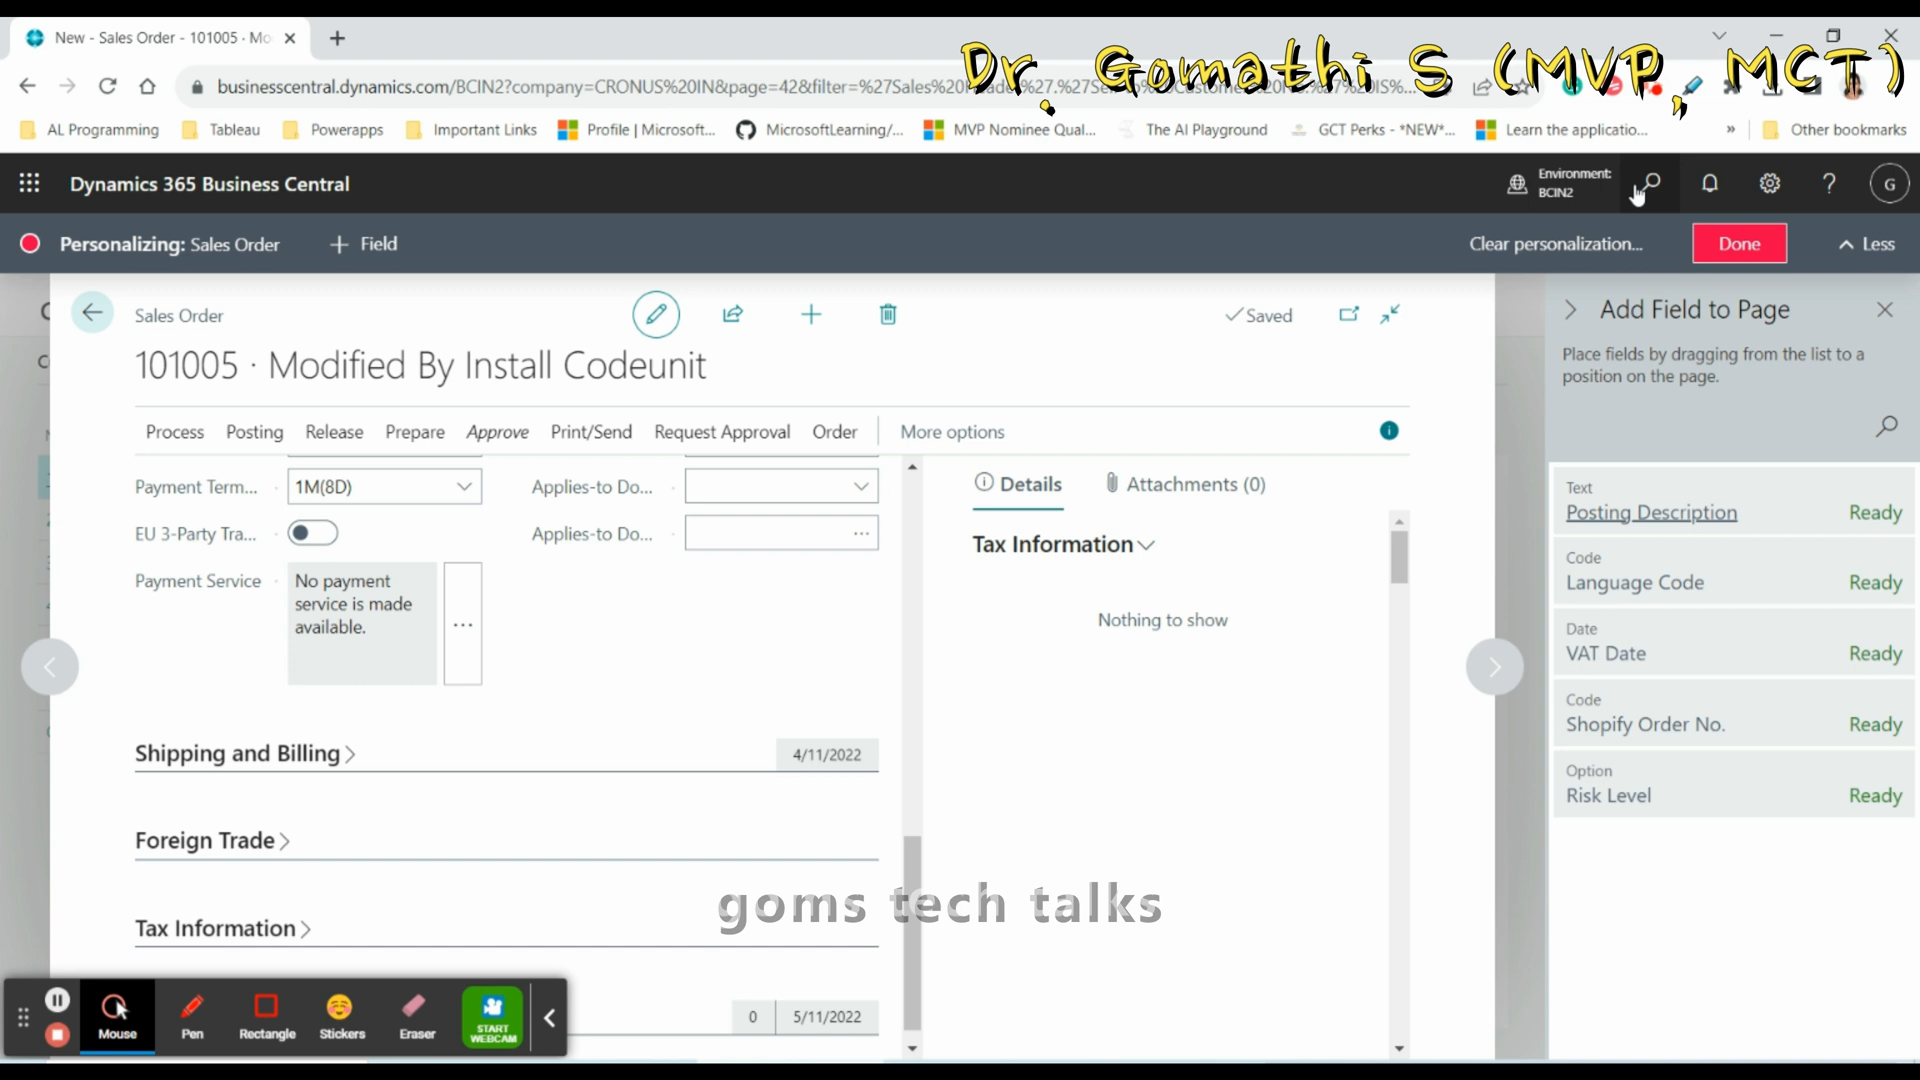 New - Sales Order - 101005 · Mo
Dr. Gomathi S (MVP, MCT)
businesscentral.dynamics.com/BCIN2?company=CRONUS%20IN&page=42&filter=%27Sales%20
AL Programming
Tableau
Powerapps
Important Links
Profile | Microsoft...
MicrosoftLearning/...
MVP Nominee Qual...
The AI Playground
GCT Perks - *NEW*...
Learn the applicatio...
»
Other bookmarks
Dynamics 365 Business Central
Environment:
BCIN2
?
G
Personalizing: Sales Order
+ Field
Clear personalization...
Done
Less
Sales Order
Saved
101005 · Modified By Install Codeunit
Process
Posting
Release
Prepare
Approve
Print/Send
Request Approval
Order
More options
Payment Term...
1M(8D)
Applies-to Do...
EU 3-Party Tra...
Applies-to Do...
...
Payment Service
No payment
service is made
available.
...
Shipping and Billing
4/11/2022
Foreign Trade
Tax Information
0
5/11/2022
Details
Attachments (0)
Tax Information
Nothing to show
Add Field to Page
Place fields by dragging from the list to a
position on the page.
Text
Posting Description
Ready
Code
Language Code
Ready
Date
VAT Date
Ready
Code
Shopify Order No.
Ready
Option
Risk Level
Ready
goms tech talks
Mouse
Pen
Rectangle
Stickers
Eraser
START
WEBCAM